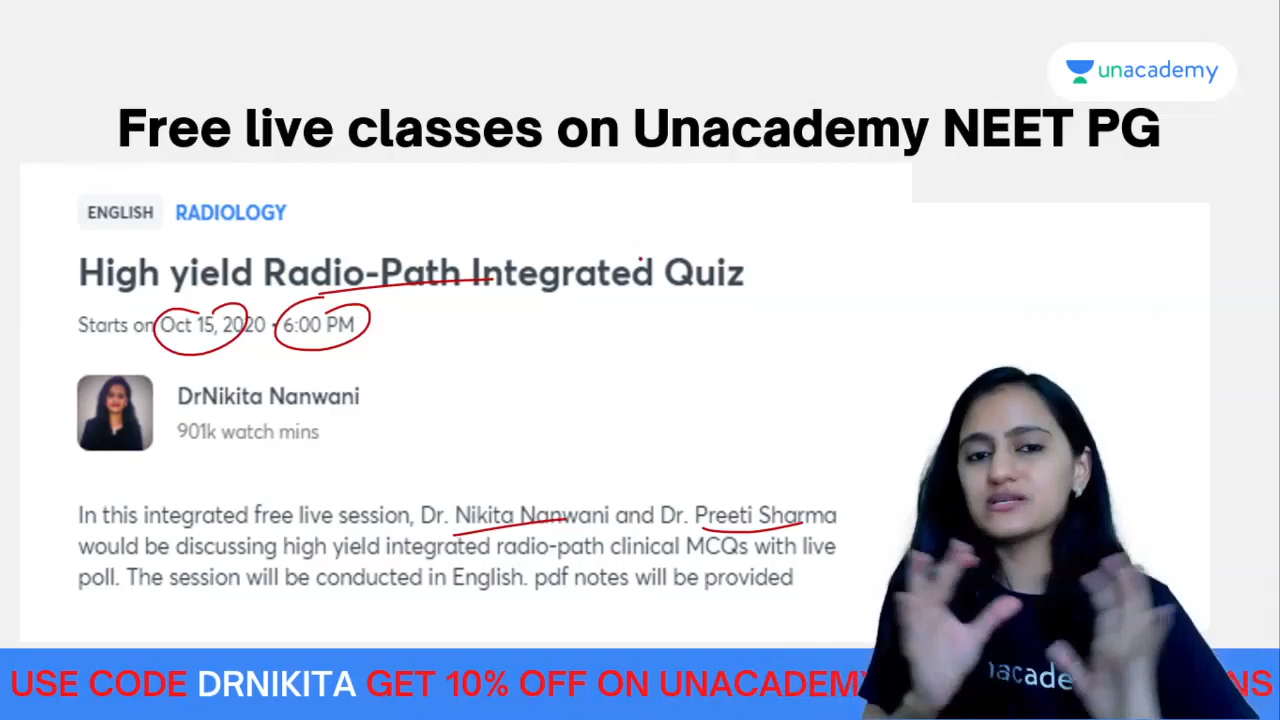 unacademy
Free live classes on Unacademy NEET PG
ENGLISH RADIOLOGY
High yield Radio-Path Integrated Quiz
Starts on Oct 15, 2020 • 6:00 PM
DrNikita Nanwani
901k watch mins
In this integrated free live session, Dr. Nikita Nanwani and Dr. Preeti Sharma
would be discussing high yield integrated radio-path clinical MCQs with live
poll. The session will be conducted in English. pdf notes will be provided
USE CODE DRNIKITA GET 10% OFF ON UNACADEMY